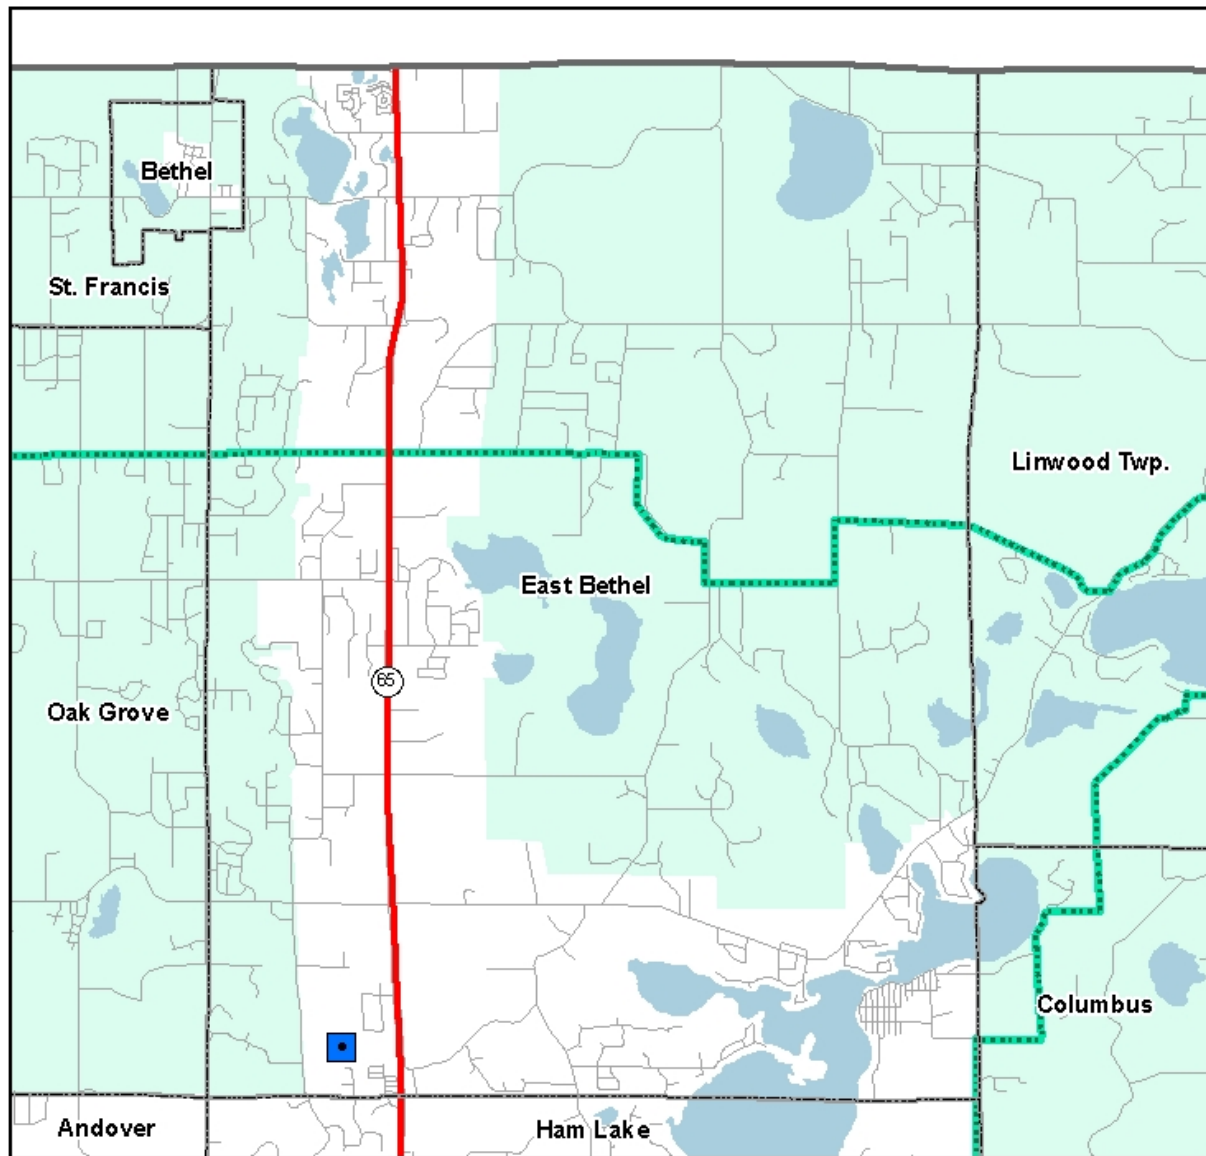 Bethel
St. Francis
Linwood Twp.
East Bethel
65
Oak Grove
Columbus
Andover
Ham Lake